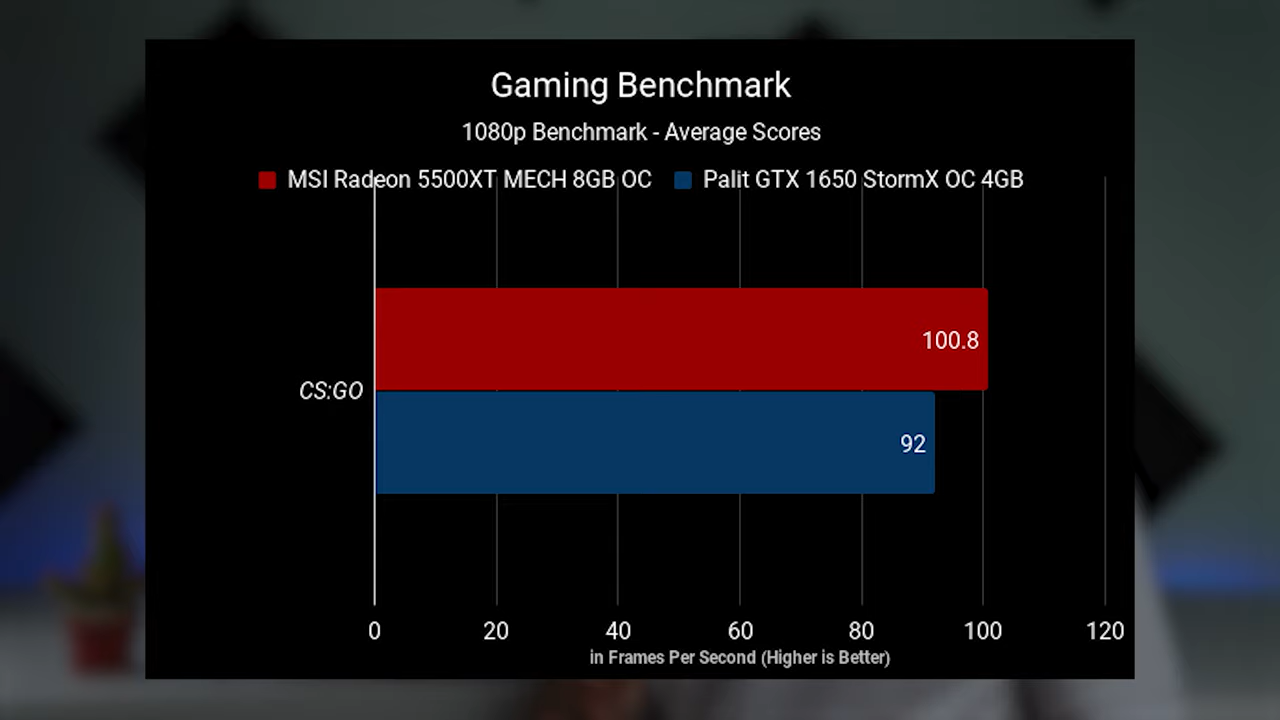 Gaming Benchmark
1080p Benchmark - Average Scores
MSI Radeon 5500XT MECH 8GB OC Palit GTX 1650 StormX OC 4GB
100.8
CS:GO
92
0 20 40 60 80 100 120
in Frames Per Second (Higher is Better)